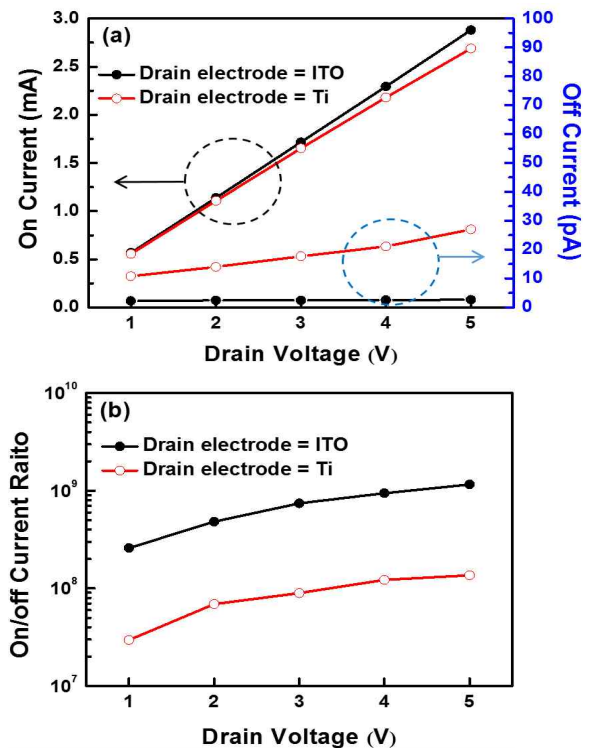 (a)
Drain electrode = ITO
Drain electrode = Ti
On Current (mA)
3.0
2.5
2.0
1.5
1.0
0.5
0.0
Off Current (pA)
100
90
80
70
60
50
40
30
20
10
0
1 2 3 4 5
Drain Voltage (V)
(b)
Drain electrode = ITO
Drain electrode = Ti
On/off Current Raito
10^10
10^9
10^8
10^7
1 2 3 4 5
Drain Voltage (V)